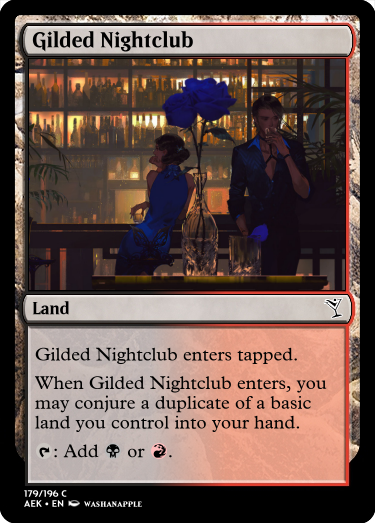 Gilded Nightclub
Land
Gilded Nightclub enters tapped.
When Gilded Nightclub enters, you
may conjure a duplicate of a basic
land you control into your hand.
: Add or .
179/196 C
AEK • EN WASHANAPPLE